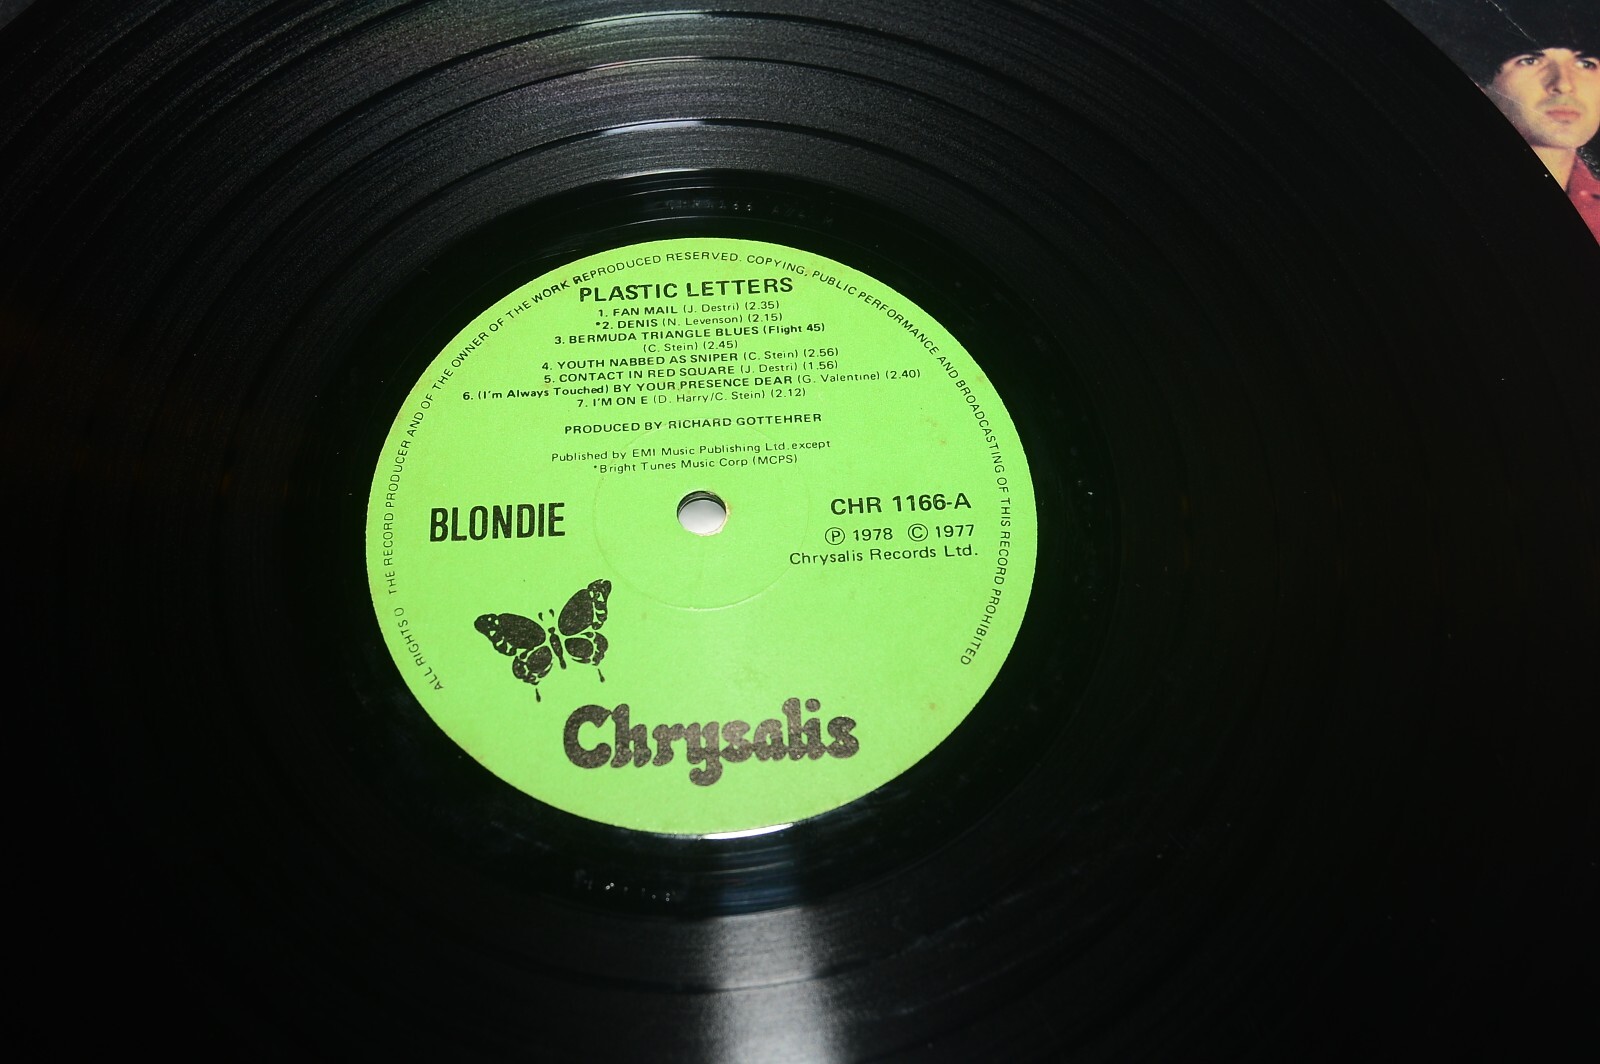 ALL RIGHTS O THE RECORD PRODUCER AND OF THE OWNER OF THE WORK REPRODUCED RESERVED. COPYING, PUBLIC PERFORMANCE AND BROADCASTING OF THIS RECORD PROHIBITED
PLASTIC LETTERS
1. FAN MAIL (J. Destri) (2.35)
*2. DENIS (N. Levenson) (2.15)
3. BERMUDA TRIANGLE BLUES (Flight 45)
(C. Stein) (2.45)
4. YOUTH NABBED AS SNIPER (C. Stein) (2.56)
5. CONTACT IN RED SQUARE (J. Destri) (1.56)
6. (I'm Always Touched) BY YOUR PRESENCE DEAR (G. Valentine) (2.40)
7. I'M ON E (D. Harry/C. Stein) (2.12)
PRODUCED BY RICHARD GOTTEHRER
Published by EMI Music Publishing Ltd. except
*Bright Tunes Music Corp (MCPS)
BLONDIE
CHR 1166-A
Ⓟ 1978 Ⓒ 1977
Chrysalis Records Ltd.
Chrysalis